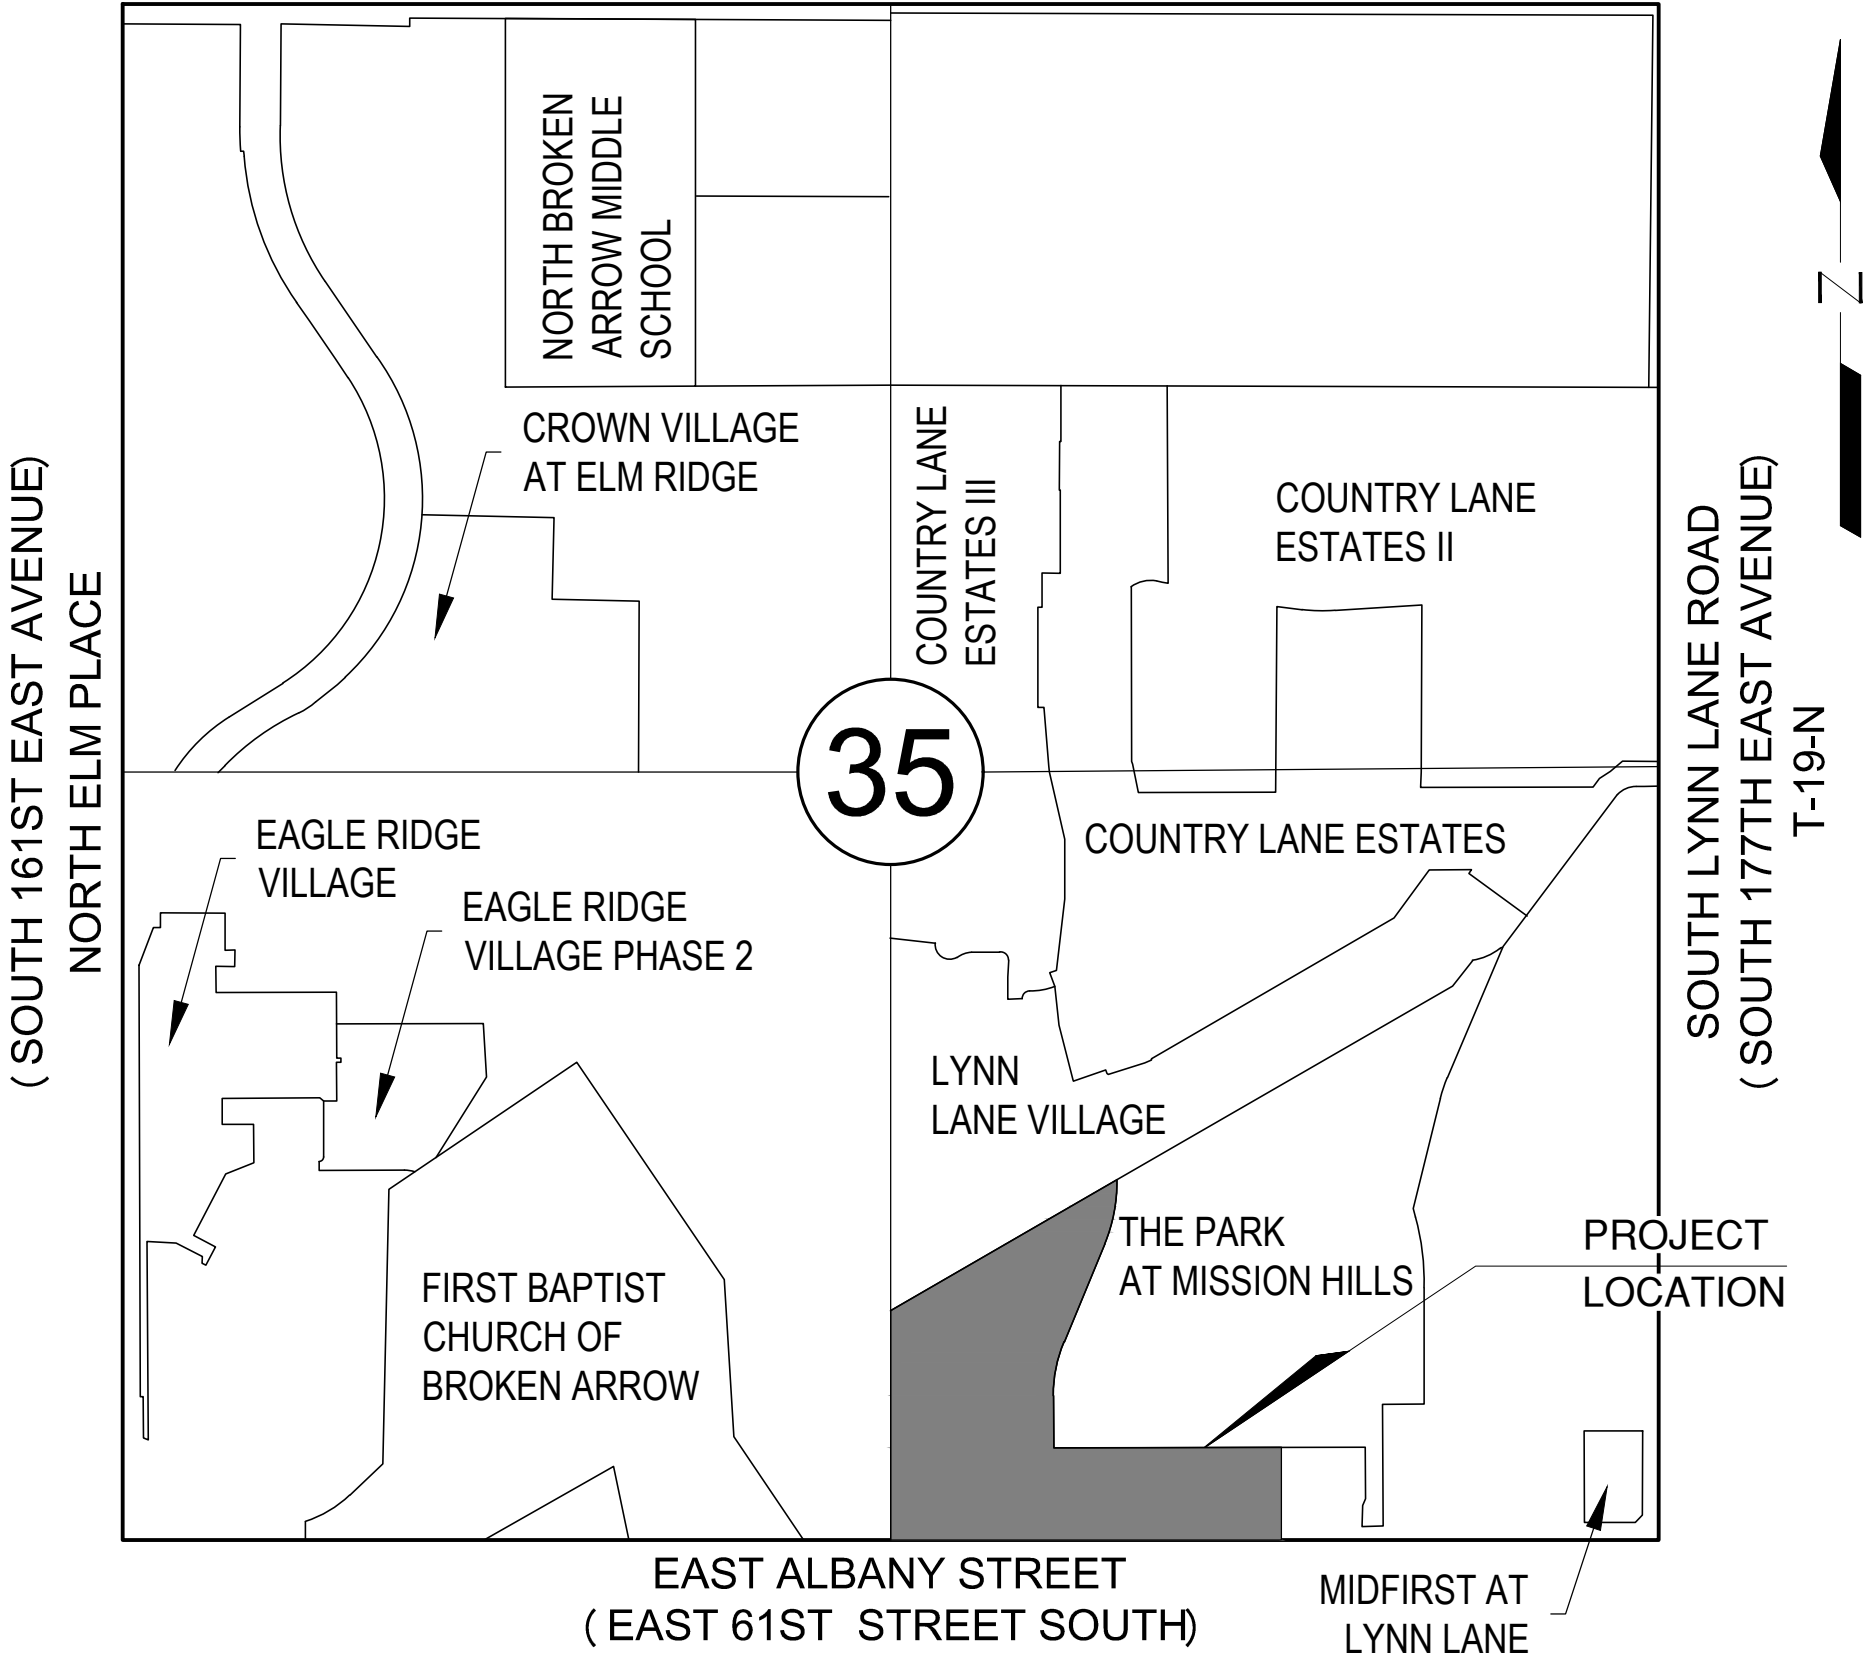 NORTH BROKEN
ARROW MIDDLE
SCHOOL
Z
CROWN VILLAGE
AT ELM RIDGE
COUNTRY LANE
ESTATES III
COUNTRY LANE
ESTATES II
(SOUTH 161ST EAST AVENUE)
NORTH ELM PLACE
35
SOUTH LYNN LANE ROAD
(SOUTH 177TH EAST AVENUE)
T-19-N
EAGLE RIDGE
VILLAGE
EAGLE RIDGE
VILLAGE PHASE 2
COUNTRY LANE ESTATES
LYNN
LANE VILLAGE
THE PARK
AT MISSION HILLS
PROJECT
LOCATION
FIRST BAPTIST
CHURCH OF
BROKEN ARROW
EAST ALBANY STREET
(EAST 61ST STREET SOUTH)
MIDFIRST AT
LYNN LANE